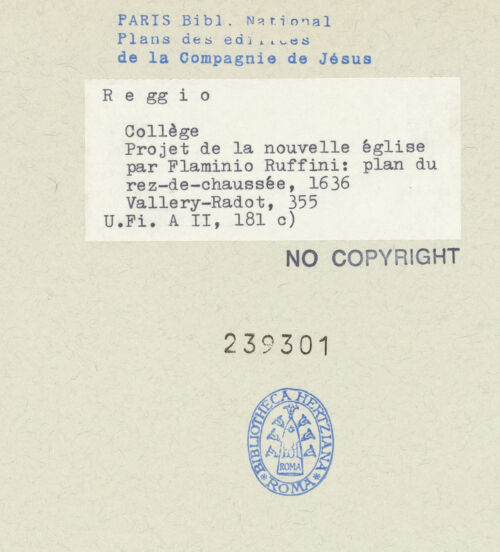 PARIS Bibl. National
Plans des edifices
de la Compagnie de Jésus
R e gg i o
Collège
Projet de la nouvelle église
par Flaminio Ruffini: plan du
rez-de-chaussée, 1636
Vallery-Radot, 355
U.Fi. A II, 181 c)
NO COPYRIGHT
239301
BIBLIOTHECA HERTZIANA
ROMA
*ROMA*